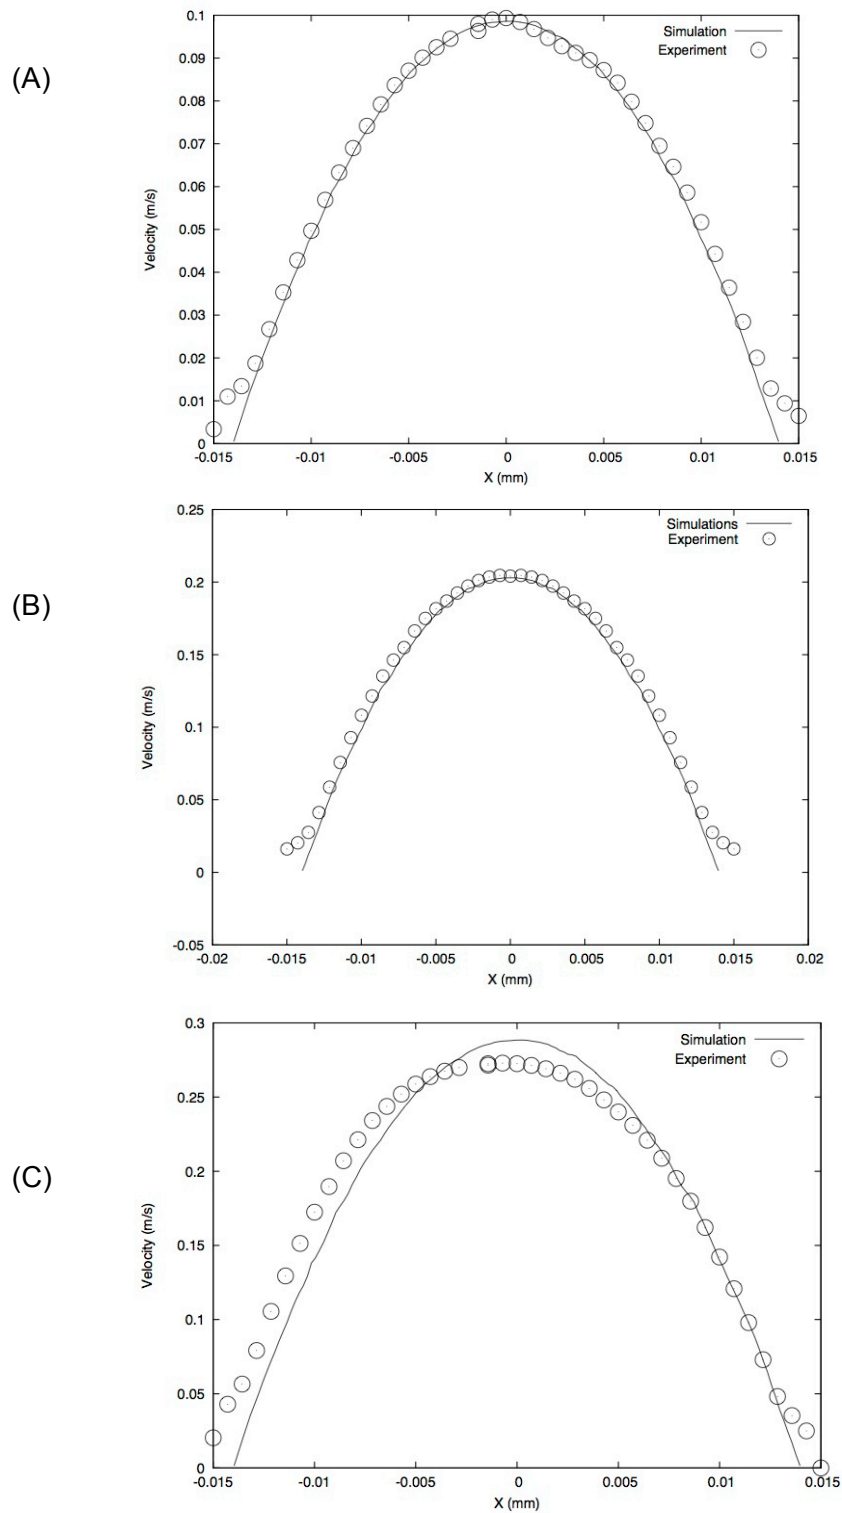 (A)
0.1
0.09
0.08
0.07
0.06
0.05
0.04
0.03
0.02
0.01
0
Velocity (m/s)
Simulation
Experiment
-0.015 -0.01 -0.005 0 0.005 0.01 0.015
X (mm)
(B)
0.25
0.2
0.15
0.1
0.05
0
-0.05
Velocity (m/s)
Simulations
Experiment
-0.02 -0.015 -0.01 -0.005 0 0.005 0.01 0.015 0.02
X (mm)
(C)
0.3
0.25
0.2
0.15
0.1
0.05
0
Velocity (m/s)
Simulation
Experiment
-0.015 -0.01 -0.005 0 0.005 0.01 0.015
X (mm)